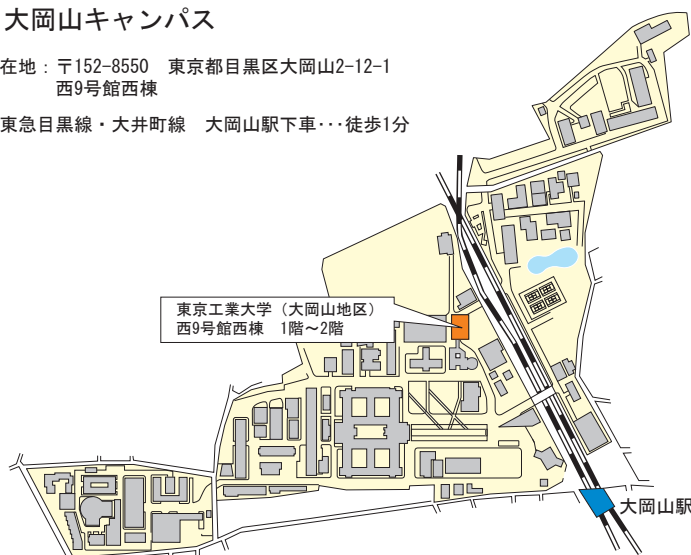 大岡山キャンパス
在地：〒152-8550　東京都目黒区大岡山2-12-1
西9号館西棟
東急目黒線・大井町線　大岡山駅下車･･･徒歩1分
東京工業大学（大岡山地区）
西9号館西棟　1階～2階
大岡山駅